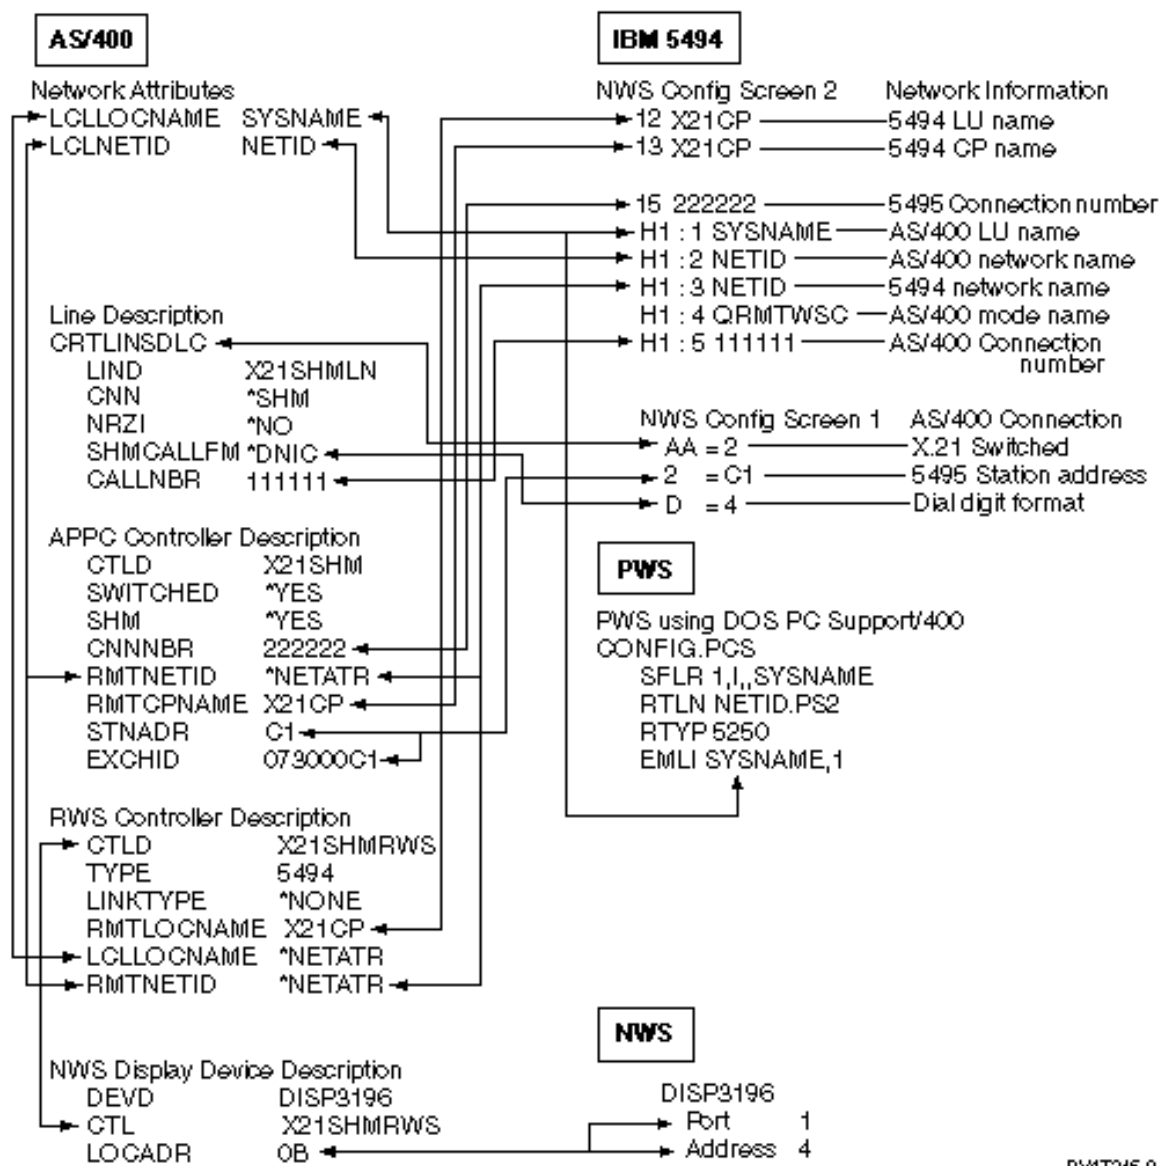 AS/400
Network Attributes
LCLLOCNAME SYSNAME
LCLNETID NETID
Line Description
CRTLINSDLC
LIND X21SHMLN
CNN *SHM
NRZI *NO
SHMCALLFM *DNIC
CALLNBR 111111
APPC Controller Description
CTLD X21SHM
SWITCHED *YES
SHM *YES
CNNNBR 222222
RMTNETID *NETATR
RMTCPNAME X21CP
STNADR C1
EXCHID 073000C1
RWS Controller Description
CTLD X21SHMRWS
TYPE 5494
LINKTYPE *NONE
RMTLOCNAME X21CP
LCLLOCNAME *NETATR
RMTNETID *NETATR
NWS Display Device Description
DEVD DISP3196
CTL X21SHMRWS
LOCADR 0B
IBM 5494
NWS Config Screen 2 Network Information
12 X21CP 5494 LU name
13 X21CP 5494 CP name
15 222222 5495 Connection number
H1 : 1 SYSNAME AS/400 LU name
H1 : 2 NETID AS/400 network name
H1 : 3 NETID 5494 network name
H1 : 4 QRMTWSC AS/400 mode name
H1 : 5 111111 AS/400 Connection
number
NWS Config Screen 1 AS/400 Connection
AA = 2 X.21 Switched
2 = C1 5495 Station address
D = 4 Dial digit format
PWS
PWS using DOS PC Support/400
CONFIG.PCS
SFLR 1,I,,SYSNAME
RTLN NETID.PS2
RTYP 5250
EMLI SYSNAME,1
NWS
DISP3196
Port 1
Address 4